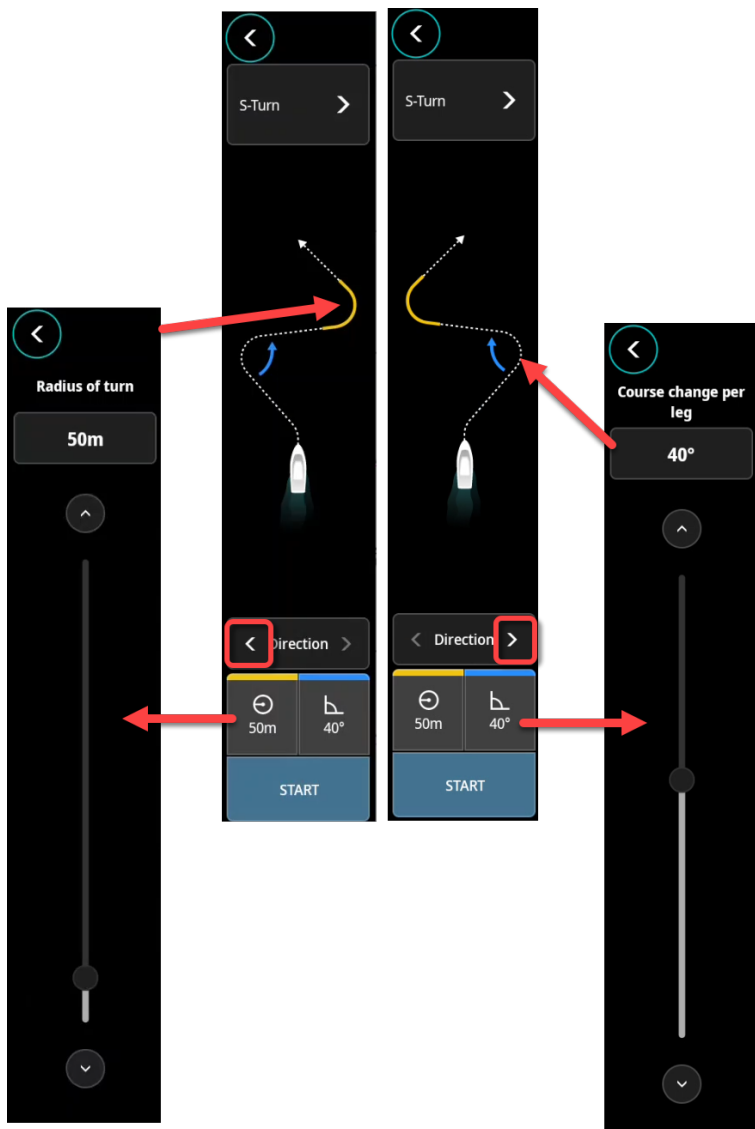 S-Turn
S-Turn
Radius of turn
50m
Course change per
leg
40°
Direction
Direction
50m
40°
50m
40°
START
START